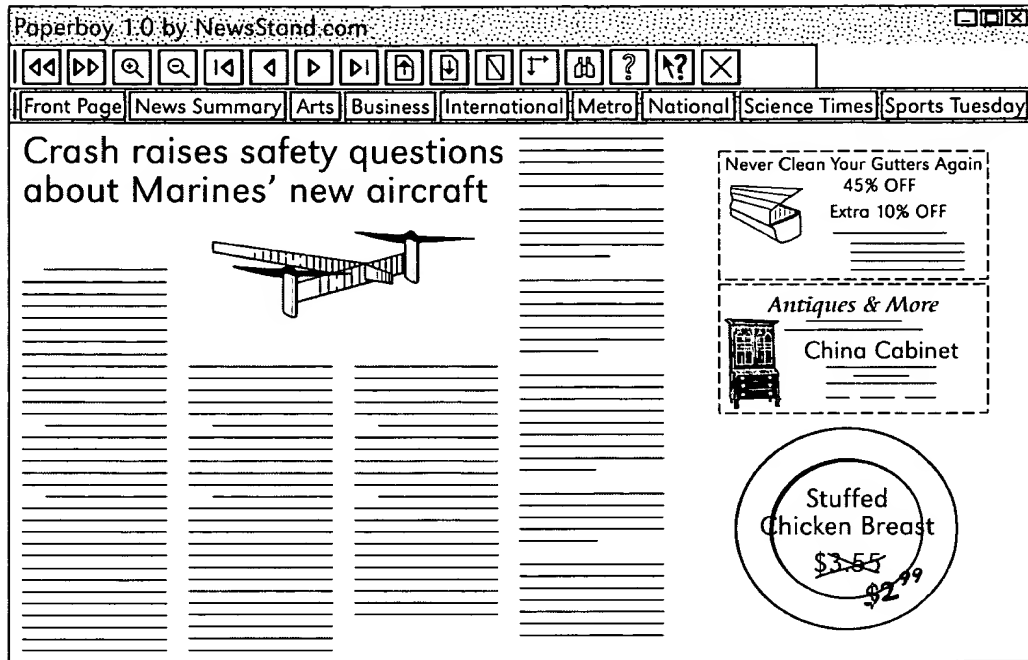 Paperboy 1.0 by NewsStand.com
? ?
Front Page News Summary Arts Business International Metro National Science Times Sports Tuesday
Crash raises safety questions
about Marines' new aircraft
Never Clean Your Gutters Again
45% OFF
Extra 10% OFF
Antiques & More
China Cabinet
Stuffed
Chicken Breast
$3.55
$2.99